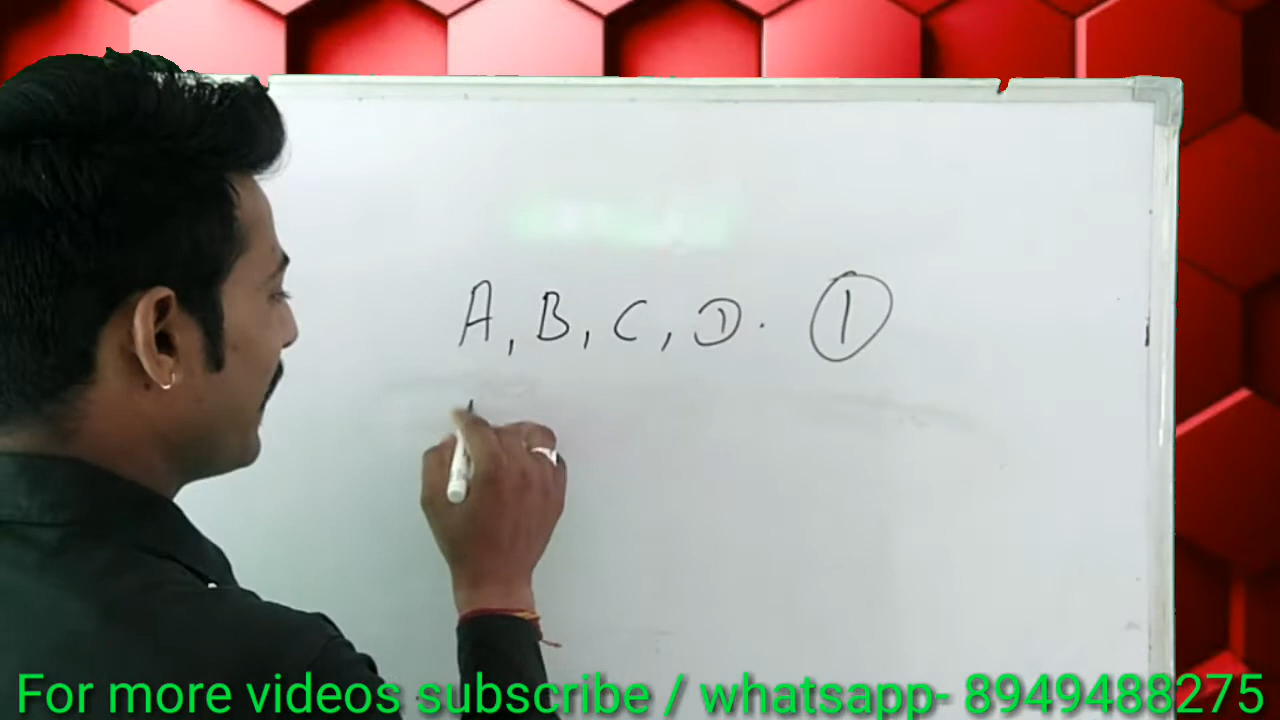 A, B, C, D. 1
For more videos subscribe / whatsapp- 8949488275